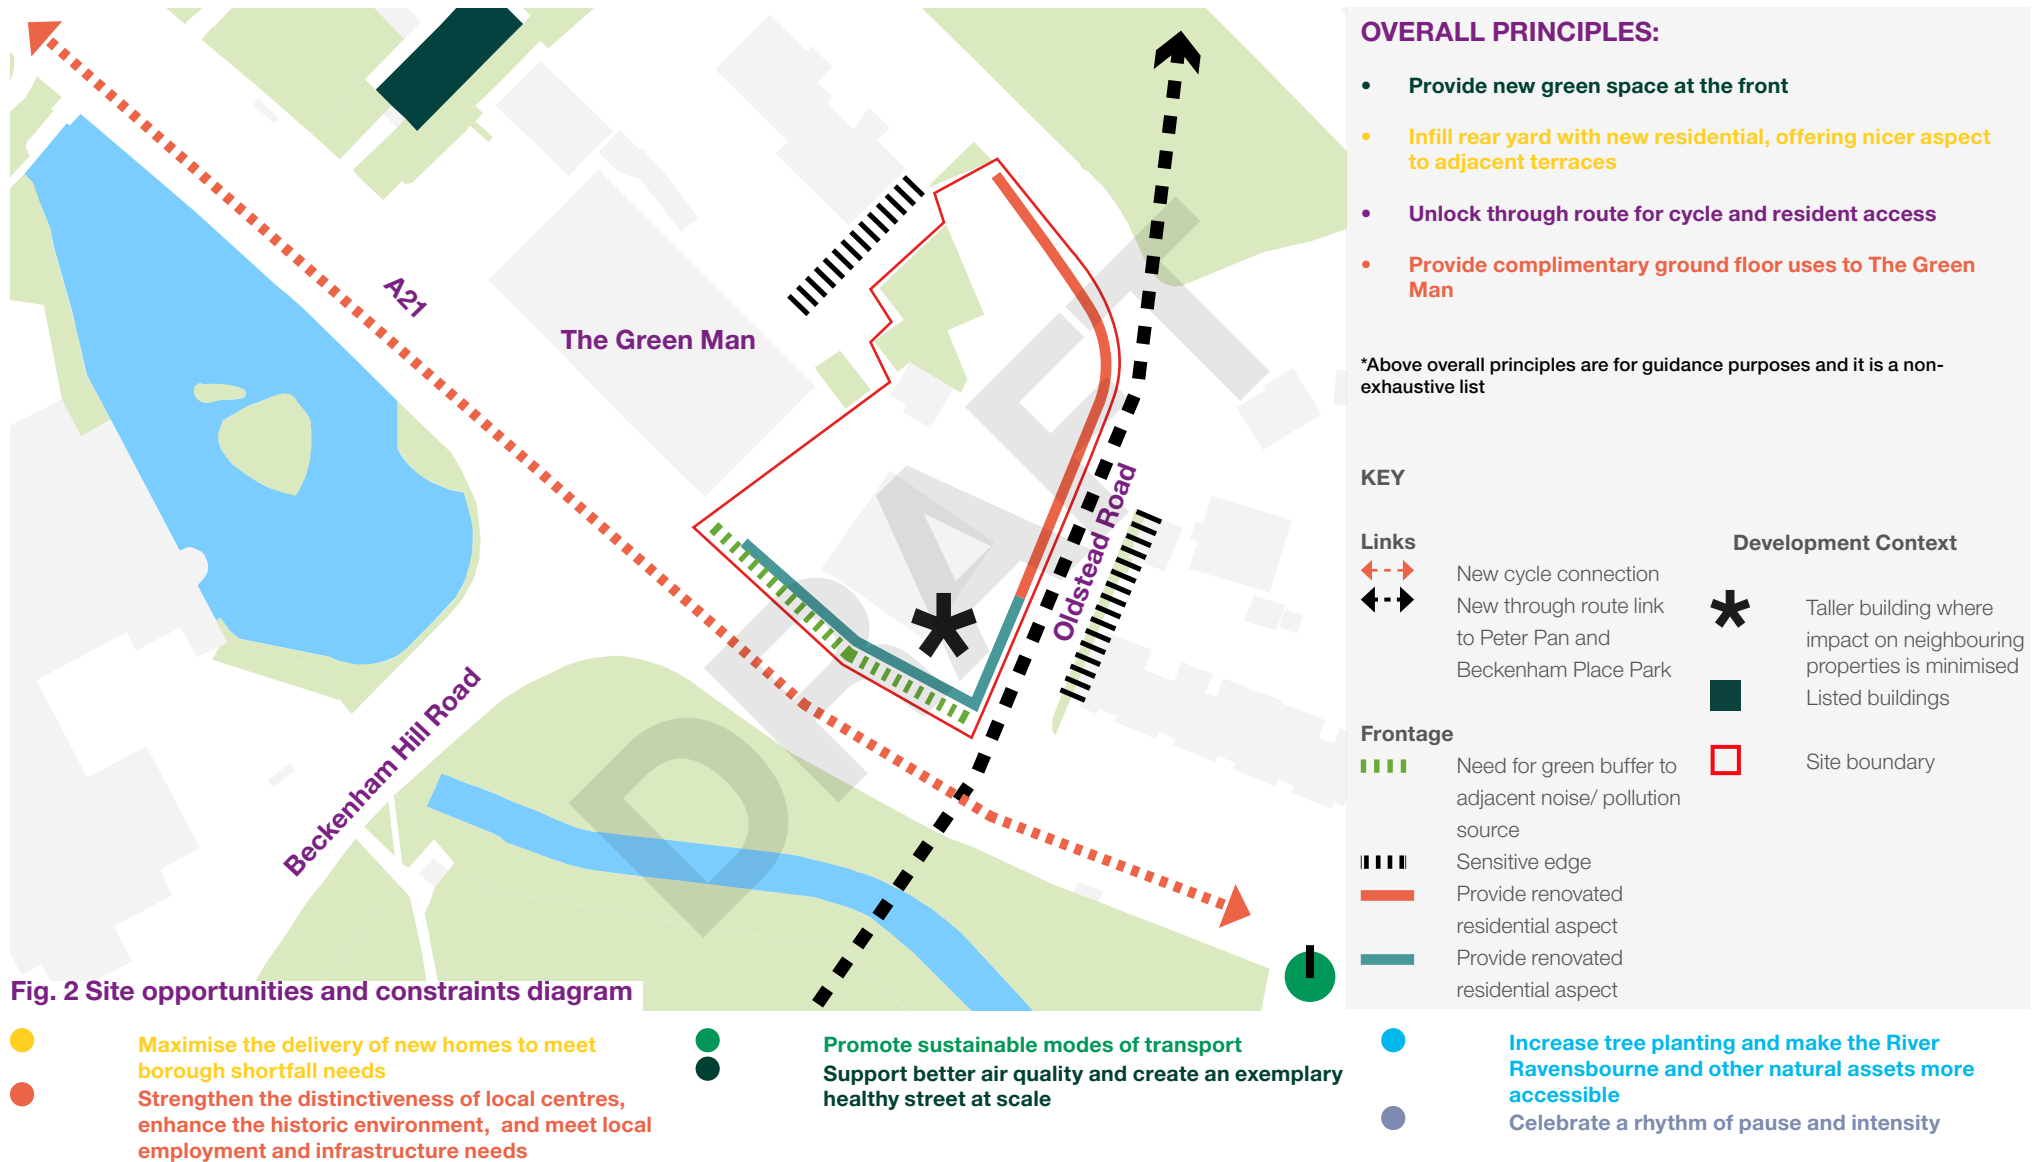 OVERALL PRINCIPLES:
• Provide new green space at the front
• Infill rear yard with new residential, offering nicer aspect
to adjacent terraces
• Unlock through route for cycle and resident access
• Provide complimentary ground floor uses to The Green
Man
*Above overall principles are for guidance purposes and it is a non-
exhaustive list
KEY
Links
New cycle connection
New through route link
to Peter Pan and
Beckenham Place Park
Frontage
Need for green buffer to
adjacent noise/ pollution
source
Sensitive edge
Provide renovated
residential aspect
Provide renovated
residential aspect
Development Context
Taller building where
impact on neighbouring
properties is minimised
Listed buildings
Site boundary
A21
The Green Man
Oldstead Road
Beckenham Hill Road
DRAFT
Fig. 2 Site opportunities and constraints diagram
Maximise the delivery of new homes to meet
borough shortfall needs
Strengthen the distinctiveness of local centres,
enhance the historic environment, and meet local
employment and infrastructure needs
Promote sustainable modes of transport
Support better air quality and create an exemplary
healthy street at scale
Increase tree planting and make the River
Ravensbourne and other natural assets more
accessible
Celebrate a rhythm of pause and intensity